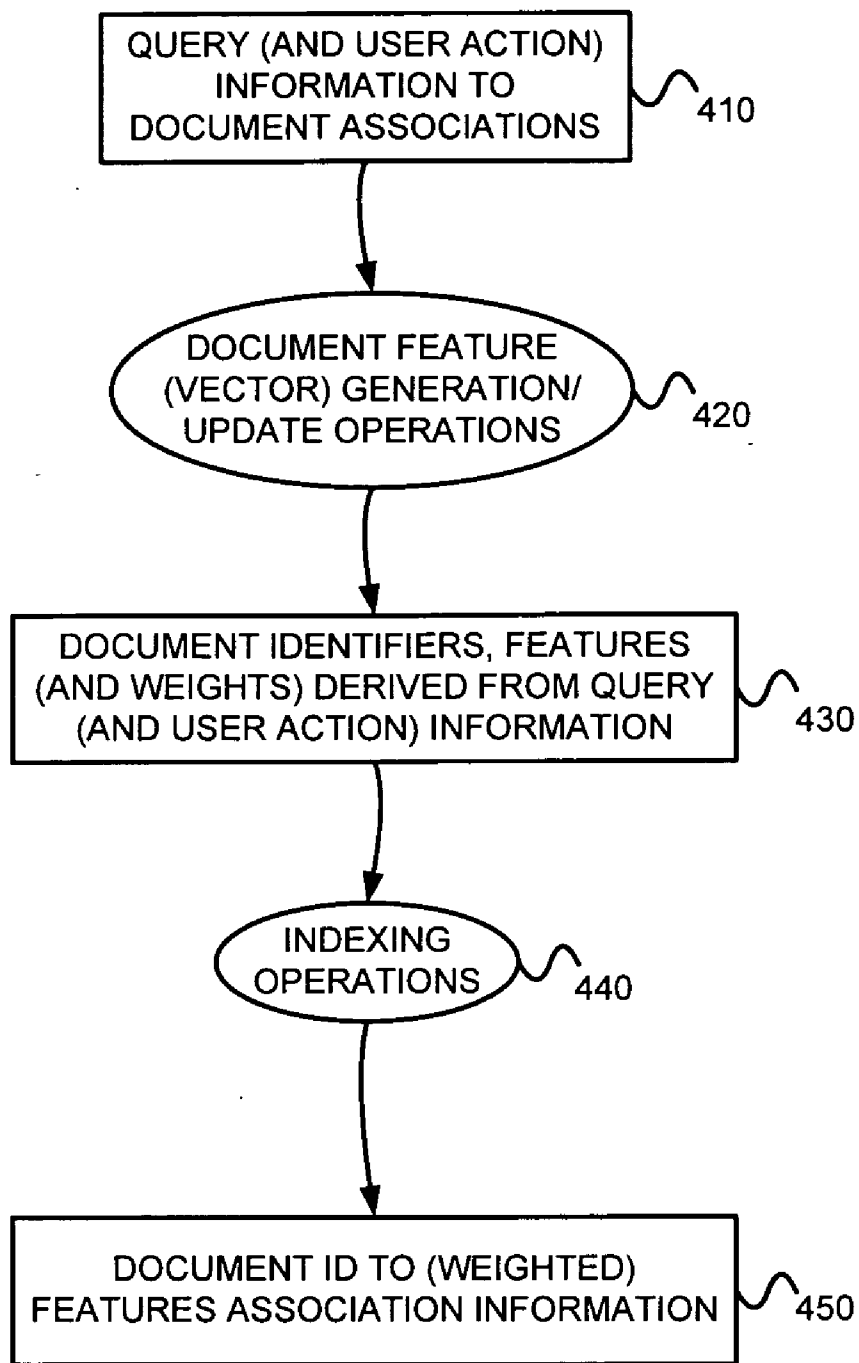 QUERY (AND USER ACTION)
INFORMATION TO
DOCUMENT ASSOCIATIONS
410
DOCUMENT FEATURE
(VECTOR) GENERATION/
UPDATE OPERATIONS
420
DOCUMENT IDENTIFIERS, FEATURES
(AND WEIGHTS) DERIVED FROM QUERY
(AND USER ACTION) INFORMATION
430
INDEXING
OPERATIONS
440
DOCUMENT ID TO (WEIGHTED)
FEATURES ASSOCIATION INFORMATION
450